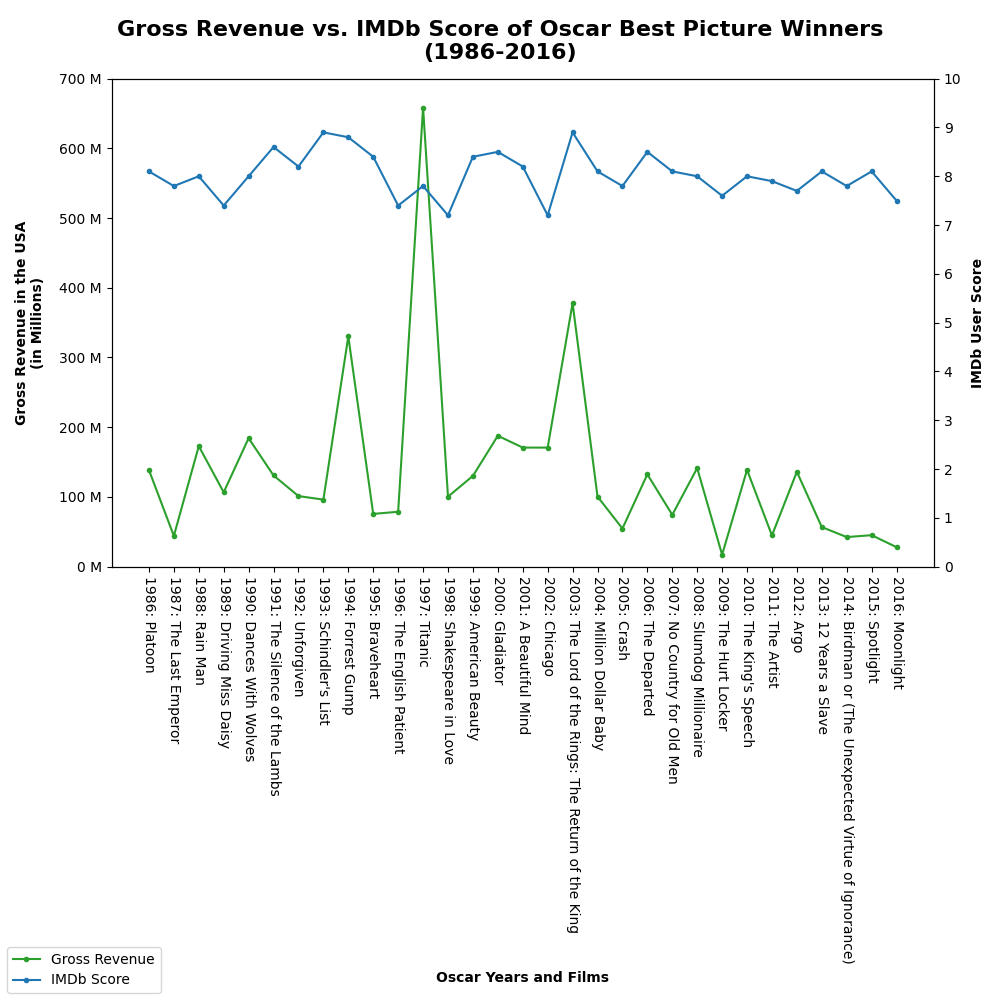 Gross Revenue vs. IMDb Score of Oscar Best Picture Winners
(1986-2016)
700 M
600 M
500 M
400 M
300 M
200 M
100 M
0 M
Gross Revenue in the USA
(in Millions)
10
9
8
7
6
5
4
3
2
1
0
IMDb User Score
1986: Platoon
1987: The Last Emperor
1988: Rain Man
1989: Driving Miss Daisy
1990: Dances With Wolves
1991: The Silence of the Lambs
1992: Unforgiven
1993: Schindler's List
1994: Forrest Gump
1995: Braveheart
1996: The English Patient
1997: Titanic
1998: Shakespeare in Love
1999: American Beauty
2000: Gladiator
2001: A Beautiful Mind
2002: Chicago
2003: The Lord of the Rings: The Return of the King
2004: Million Dollar Baby
2005: Crash
2006: The Departed
2007: No Country for Old Men
2008: Slumdog Millionaire
2009: The Hurt Locker
2010: The King's Speech
2011: The Artist
2012: Argo
2013: 12 Years a Slave
2014: Birdman or (The Unexpected Virtue of Ignorance)
2015: Spotlight
2016: Moonlight
Oscar Years and Films
Gross Revenue
IMDb Score